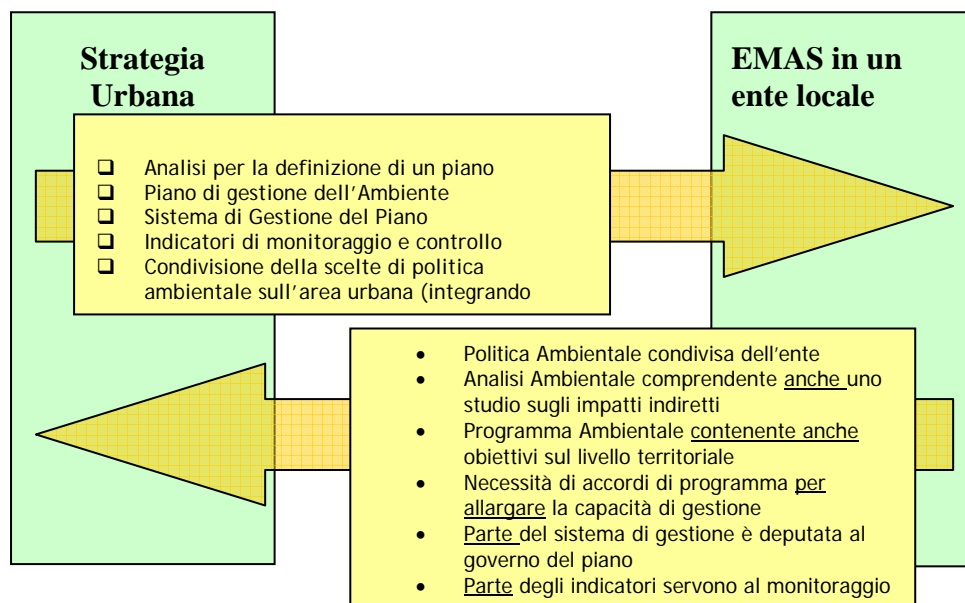 Strategia
Urbana
EMAS in un
ente locale
❑ Analisi per la definizione di un piano
❑ Piano di gestione dell'Ambiente
❑ Sistema di Gestione del Piano
❑ Indicatori di monitoraggio e controllo
❑ Condivisione della scelte di politica
ambientale sull'area urbana (integrando
• Politica Ambientale condivisa dell'ente
• Analisi Ambientale comprendente anche uno
studio sugli impatti indiretti
• Programma Ambientale contenente anche
obiettivi sul livello territoriale
• Necessità di accordi di programma per
allargare la capacità di gestione
• Parte del sistema di gestione è deputata al
governo del piano
• Parte degli indicatori servono al monitoraggio